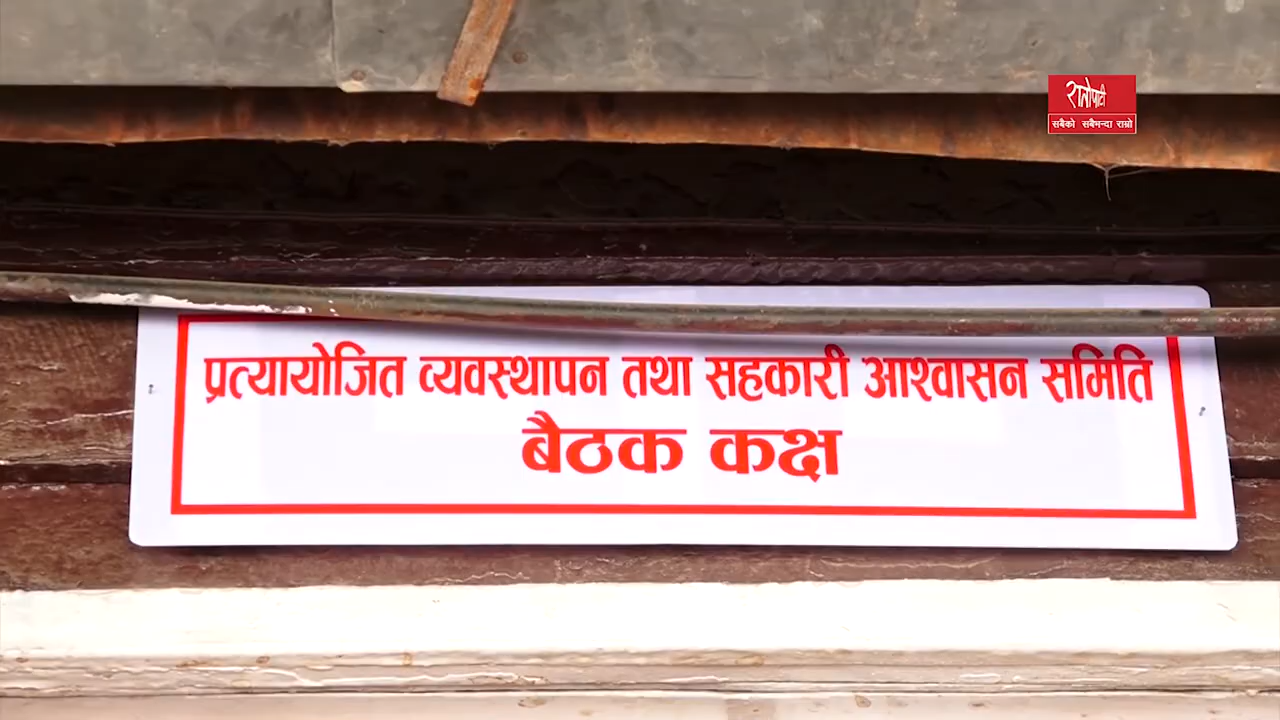 रातोपाटी
सबैको सबैभन्दा राम्रो
प्रत्यायोजित व्यवस्थापन तथा सहकारी आश्वासन समिति
बैठक कक्ष